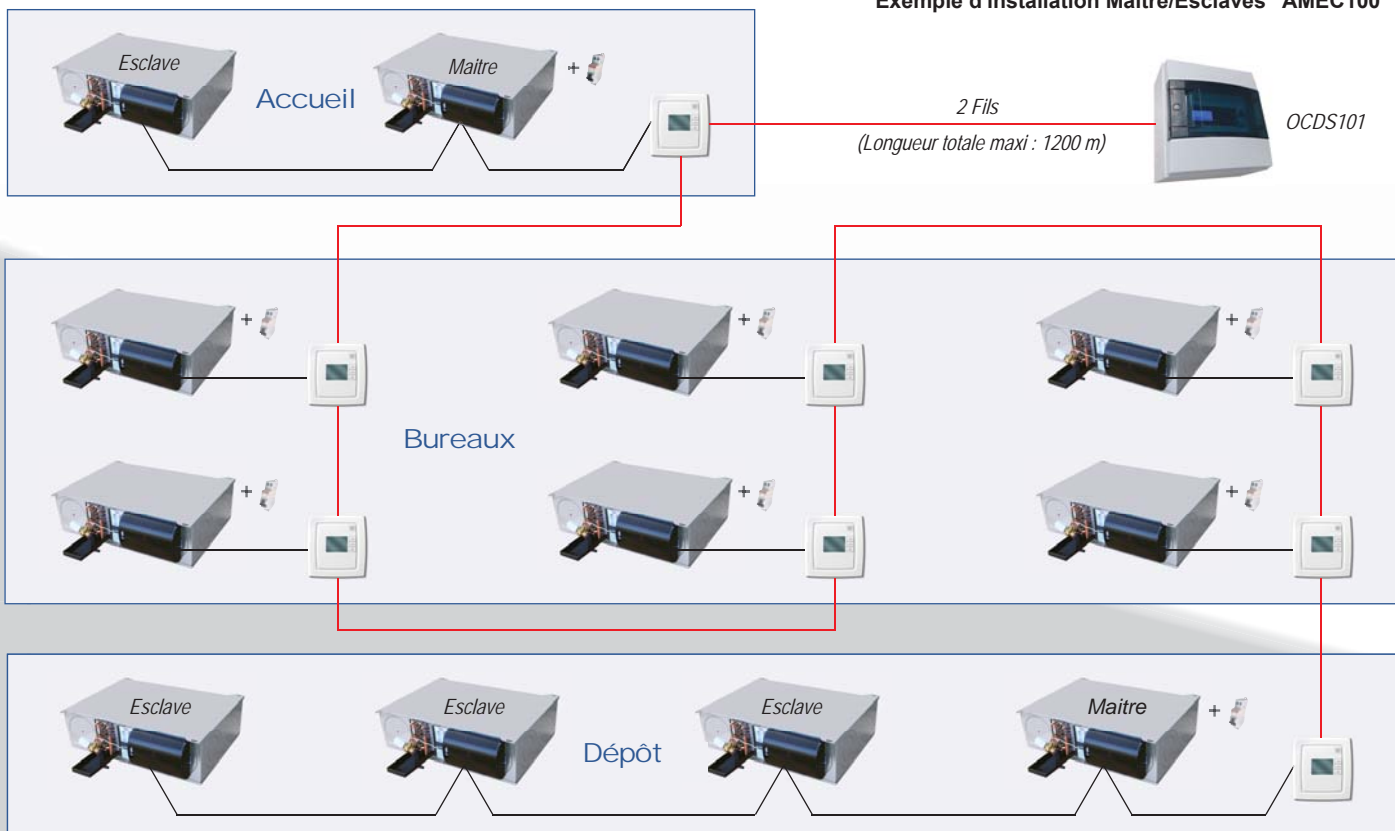 Exemple d'installation Maître/Esclaves AMEC100
Esclave
Maitre
+
Accueil
2 Fils
(Longueur totale maxi : 1200 m)
OCDS101
+
+
+
Bureaux
+
+
+
Esclave
Esclave
Esclave
Maitre
+
Dépôt